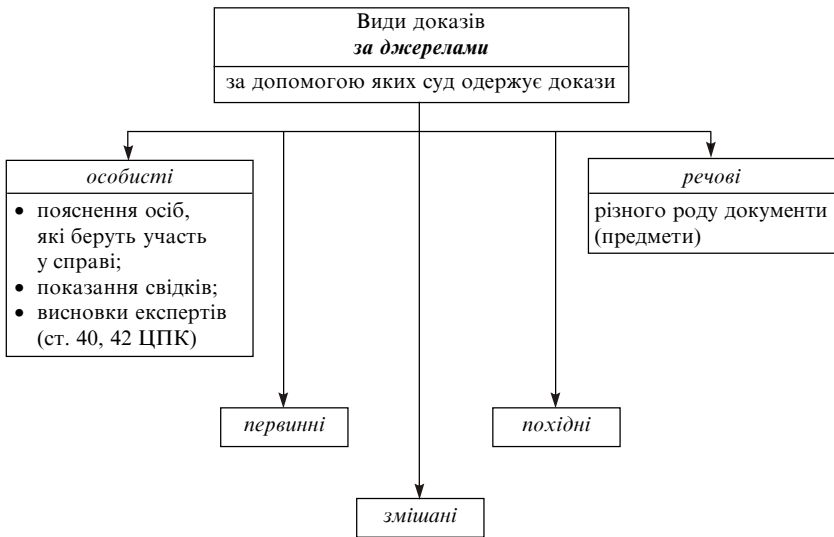 Види доказів
за джерелами
за допомогою яких суд одержує докази
особисті
• пояснення осіб,
які беруть участь
у справі;
• показання свідків;
• висновки експертів
(ст. 40, 42 ЦПК)
речові
різного роду документи
(предмети)
первинні
похідні
змішані